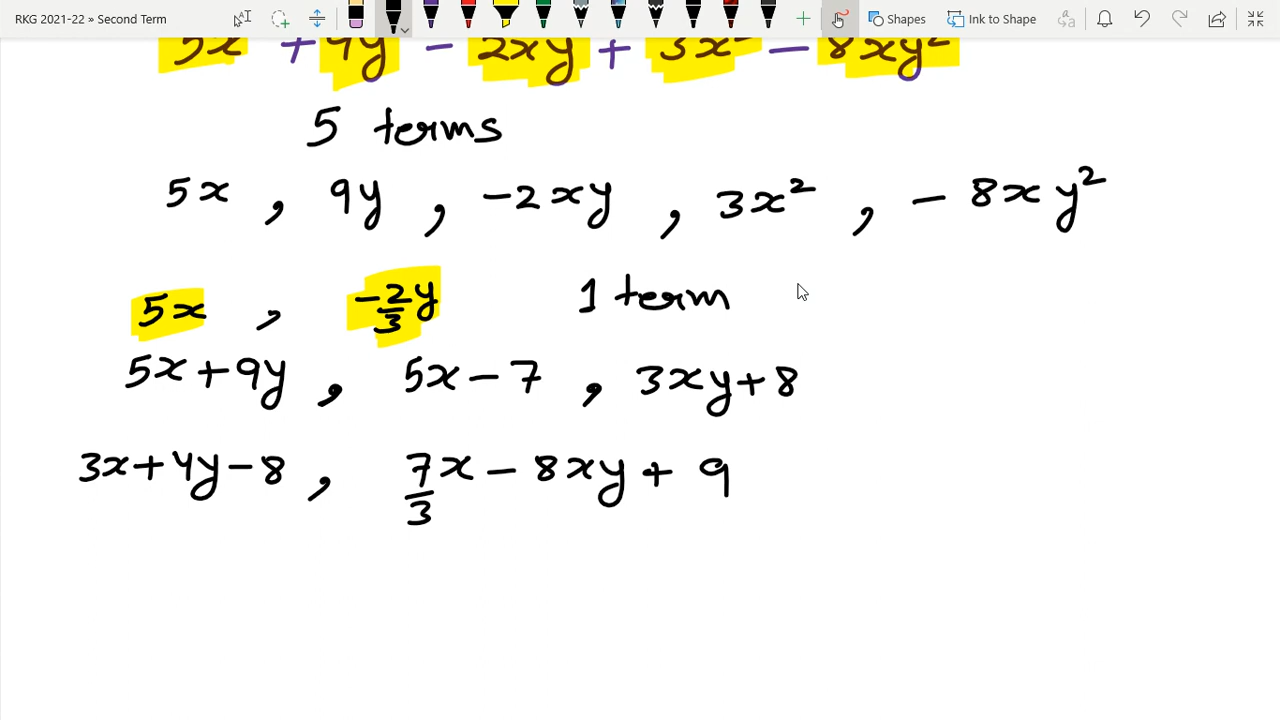 RKG 2021-22 » Second Term
Shapes
Ink to Shape
5x + 9y - 2xy + 3x² - 8xy²
5 terms
5x , 9y , -2xy , 3x² , - 8xy²
5x , -2/3 y 1 term
5x+9y , 5x-7 , 3xy+8
3x+4y-8 , 7/3 x - 8xy + 9